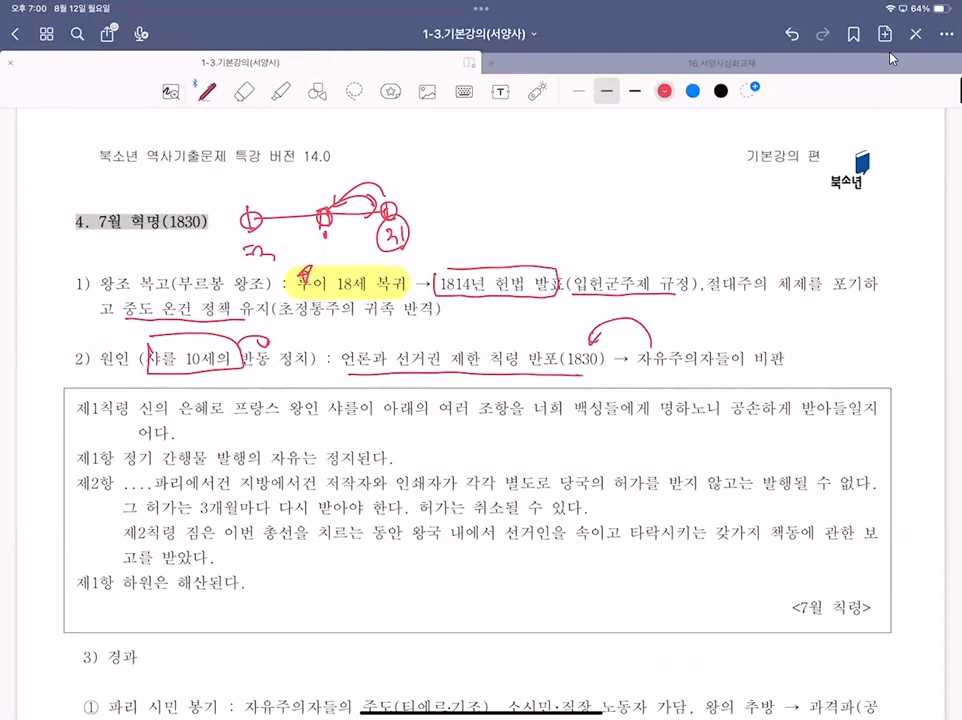 오후 7:00 8월 12일 월요일
64%
1-3.기본강의(서양사)
1-3.기본강의(서양사)
16.서양사심화교재
북소년 역사기출문제 특강 버전 14.0
기본강의 편
북소년
4. 7월 혁명(1830)
1) 왕조 복고(부르봉 왕조) : 루이 18세 복귀 → 1814년 헌법 발표(입헌군주제 규정),절대주의 체제를 포기하
고 중도 온건 정책 유지(초정통주의 귀족 반격)
2) 원인 (샤를 10세의 반동 정치) : 언론과 선거권 제한 칙령 반포(1830) → 자유주의자들이 비판
제1칙령 신의 은혜로 프랑스 왕인 샤를이 아래의 여러 조항을 너희 백성들에게 명하노니 공손하게 받아들일지
어다.
제1항 정기 간행물 발행의 자유는 정지된다.
제2항 ....파리에서건 지방에서건 저작자와 인쇄자가 각각 별도로 당국의 허가를 받지 않고는 발행될 수 없다.
그 허가는 3개월마다 다시 받아야 한다. 허가는 취소될 수 있다.
제2칙령 짐은 이번 총선을 치르는 동안 왕국 내에서 선거인을 속이고 타락시키는 갖가지 책동에 관한 보
고를 받았다.
제1항 하원은 해산된다.
<7월 칙령>
3) 경과
① 파리 시민 봉기 : 자유주의자들의 주도(티에르·기조) 소시민·직장 노동자 가담, 왕의 추방 → 과격파(공